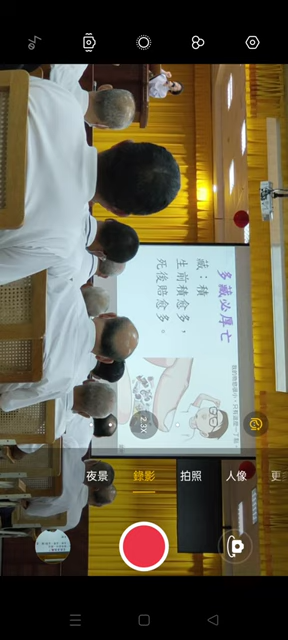 多藏必厚亡
藏：積
生前積愈多，
死後賠愈多。
2.3X
夜景
錄影
拍照
人像
更